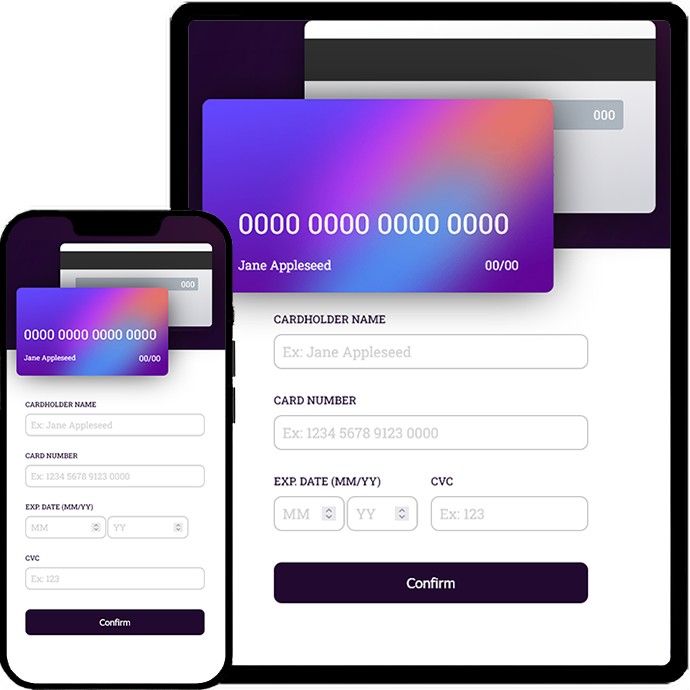 000
0000 0000 0000 0000
Jane Appleseed 00/00
CARDHOLDER NAME
Ex: Jane Appleseed
CARD NUMBER
Ex: 1234 5678 9123 0000
EXP. DATE (MM/YY) CVC
MM YY Ex: 123
Confirm
000
0000 0000 0000 0000
Jane Appleseed 00/00
CARDHOLDER NAME
Ex: Jane Appleseed
CARD NUMBER
Ex: 1234 5678 9123 0000
EXP. DATE (MM/YY)
MM YY
CVC
Ex: 123
Confirm